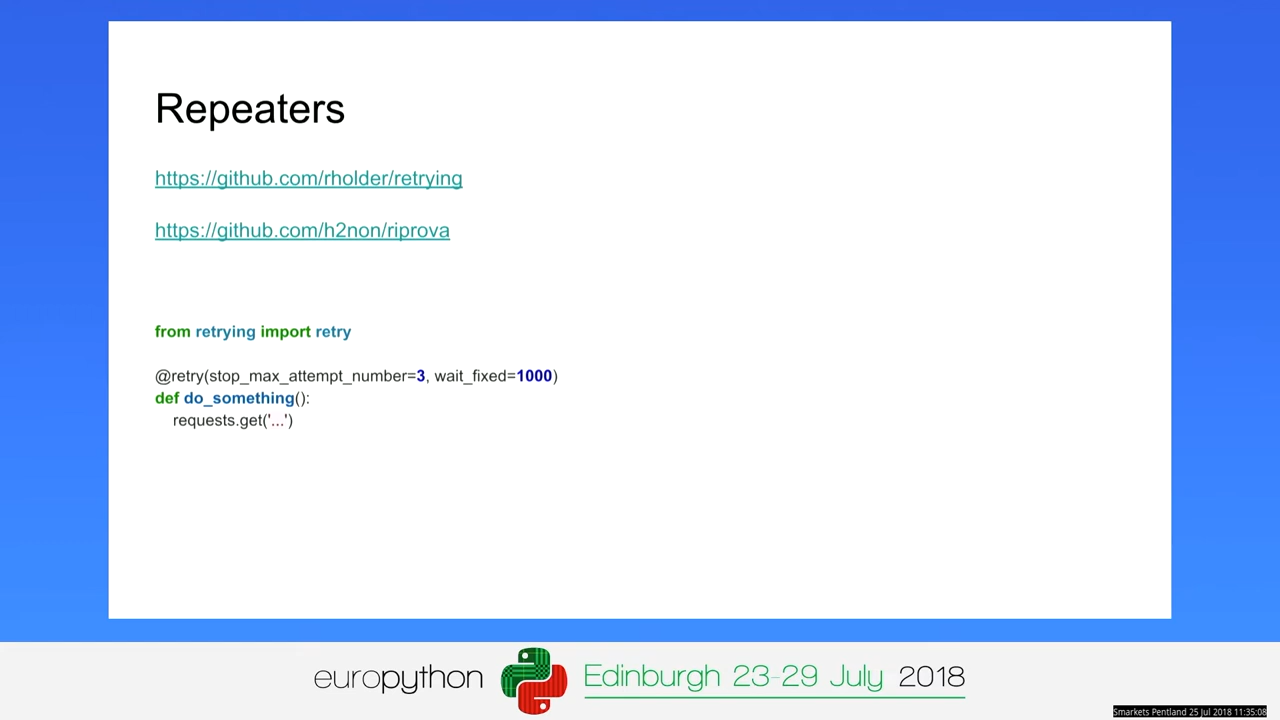 Repeaters
https://github.com/rholder/retrying
https://github.com/h2non/riprova
from retrying import retry
@retry(stop_max_attempt_number=3, wait_fixed=1000)
def do_something():
    requests.get('...')
europython Edinburgh 23-29 July 2018
Smarkets Pentland 25 Jul 2018 11:35:08